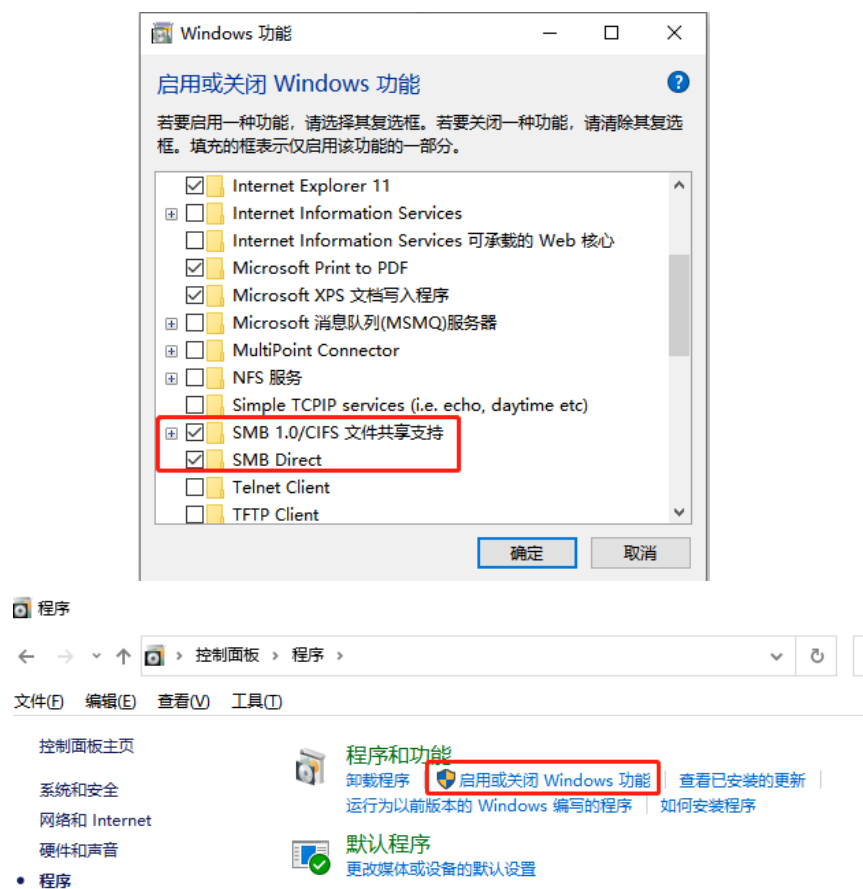 Windows 功能
启用或关闭 Windows 功能
若要启用一种功能，请选择其复选框。若要关闭一种功能，请清除其复选
框。填充的框表示仅启用该功能的一部分。
Internet Explorer 11
Internet Information Services
Internet Information Services 可承载的 Web 核心
Microsoft Print to PDF
Microsoft XPS 文档写入程序
Microsoft 消息队列(MSMQ)服务器
MultiPoint Connector
NFS 服务
Simple TCPIP services (i.e. echo, daytime etc)
SMB 1.0/CIFS 文件共享支持
SMB Direct
Telnet Client
TFTP Client
确定 取消
程序
控制面板 › 程序 ›
文件(F) 编辑(E) 查看(V) 工具(T)
控制面板主页
系统和安全
网络和 Internet
硬件和声音
程序
程序和功能
卸载程序 启用或关闭 Windows 功能 查看已安装的更新
运行为以前版本的 Windows 编写的程序 如何安装程序
默认程序
更改媒体或设备的默认设置